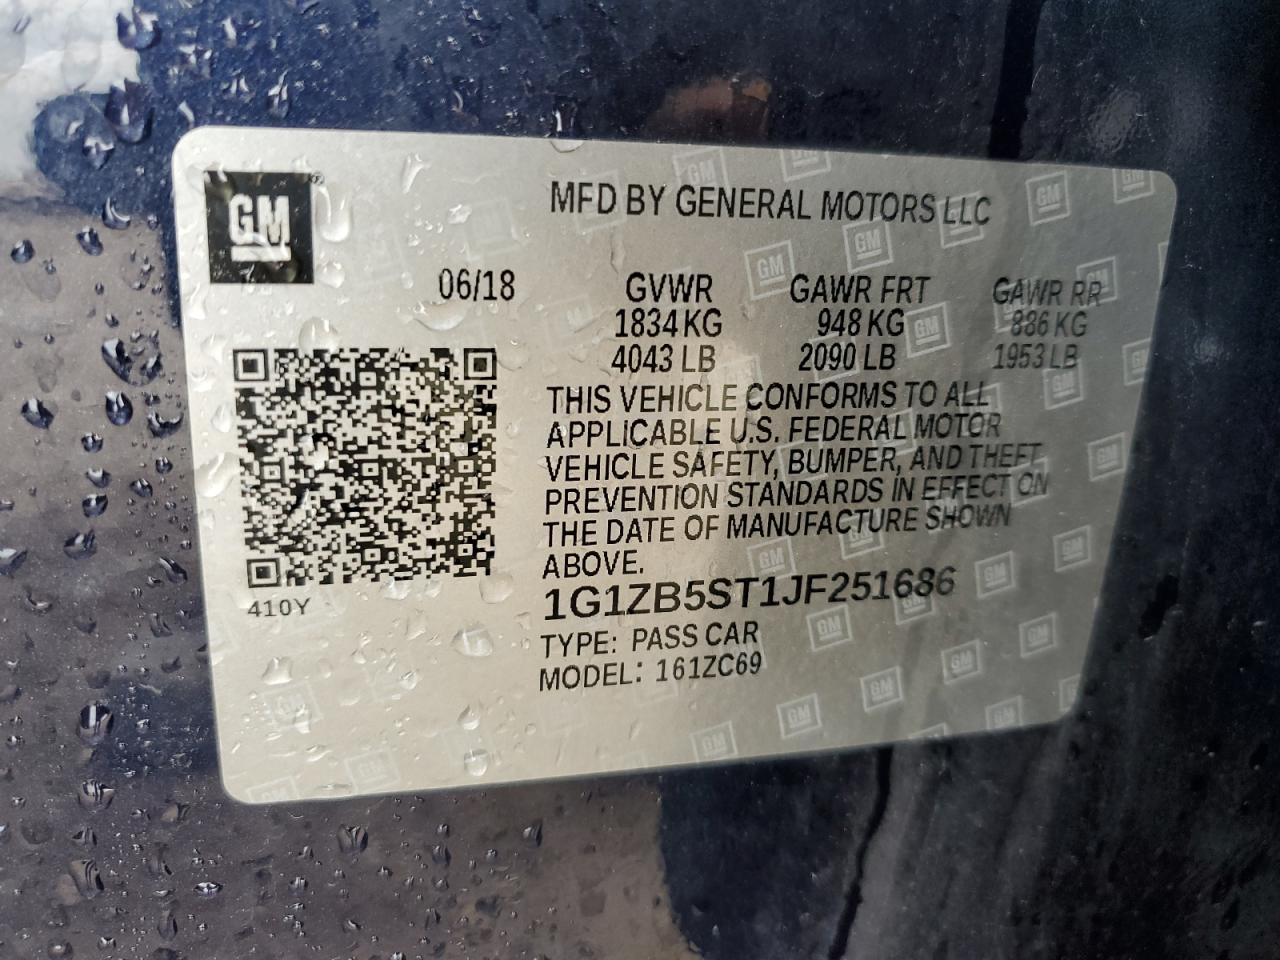 GM
MFD BY GENERAL MOTORS LLC
06/18 GVWR GAWR FRT GAWR RR
1834 KG 948 KG 886 KG
4043 LB 2090 LB 1953 LB
THIS VEHICLE CONFORMS TO ALL
APPLICABLE U.S. FEDERAL MOTOR
VEHICLE SAFETY, BUMPER, AND THEFT
PREVENTION STANDARDS IN EFFECT ON
THE DATE OF MANUFACTURE SHOWN
ABOVE.
410Y
1G1ZB5ST1JF251686
TYPE: PASS CAR
MODEL: 161ZC69